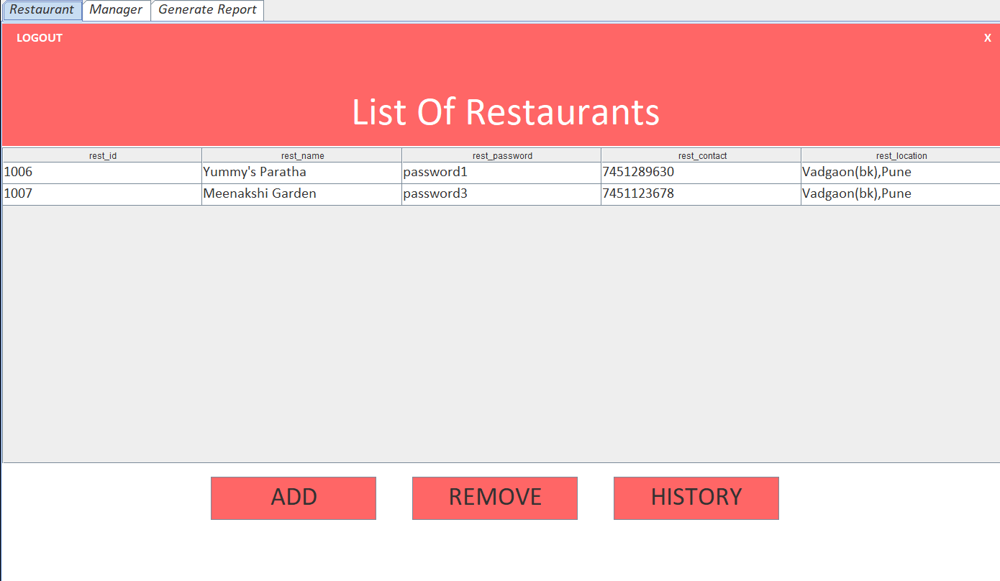 Restaurant Manager Generate Report
LOGOUT X
List Of Restaurants
rest_id rest_name rest_password rest_contact rest_location
1006 Yummy's Paratha password1 7451289630 Vadgaon(bk),Pune
1007 Meenakshi Garden password3 7451123678 Vadgaon(bk),Pune
ADD REMOVE HISTORY